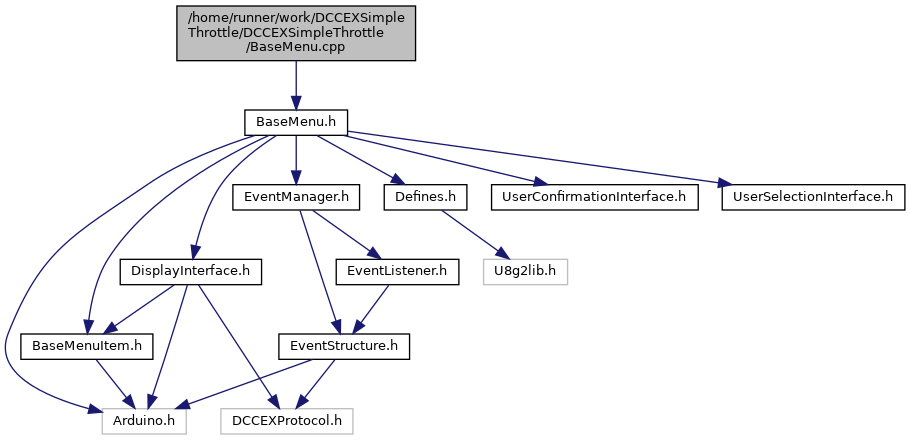 /home/runner/work/DCCEXSimple
Throttle/DCCEXSimpleThrottle
/BaseMenu.cpp
BaseMenu.h
EventManager.h
Defines.h
UserConfirmationInterface.h
UserSelectionInterface.h
DisplayInterface.h
EventListener.h
U8g2lib.h
BaseMenuItem.h
EventStructure.h
Arduino.h
DCCEXProtocol.h